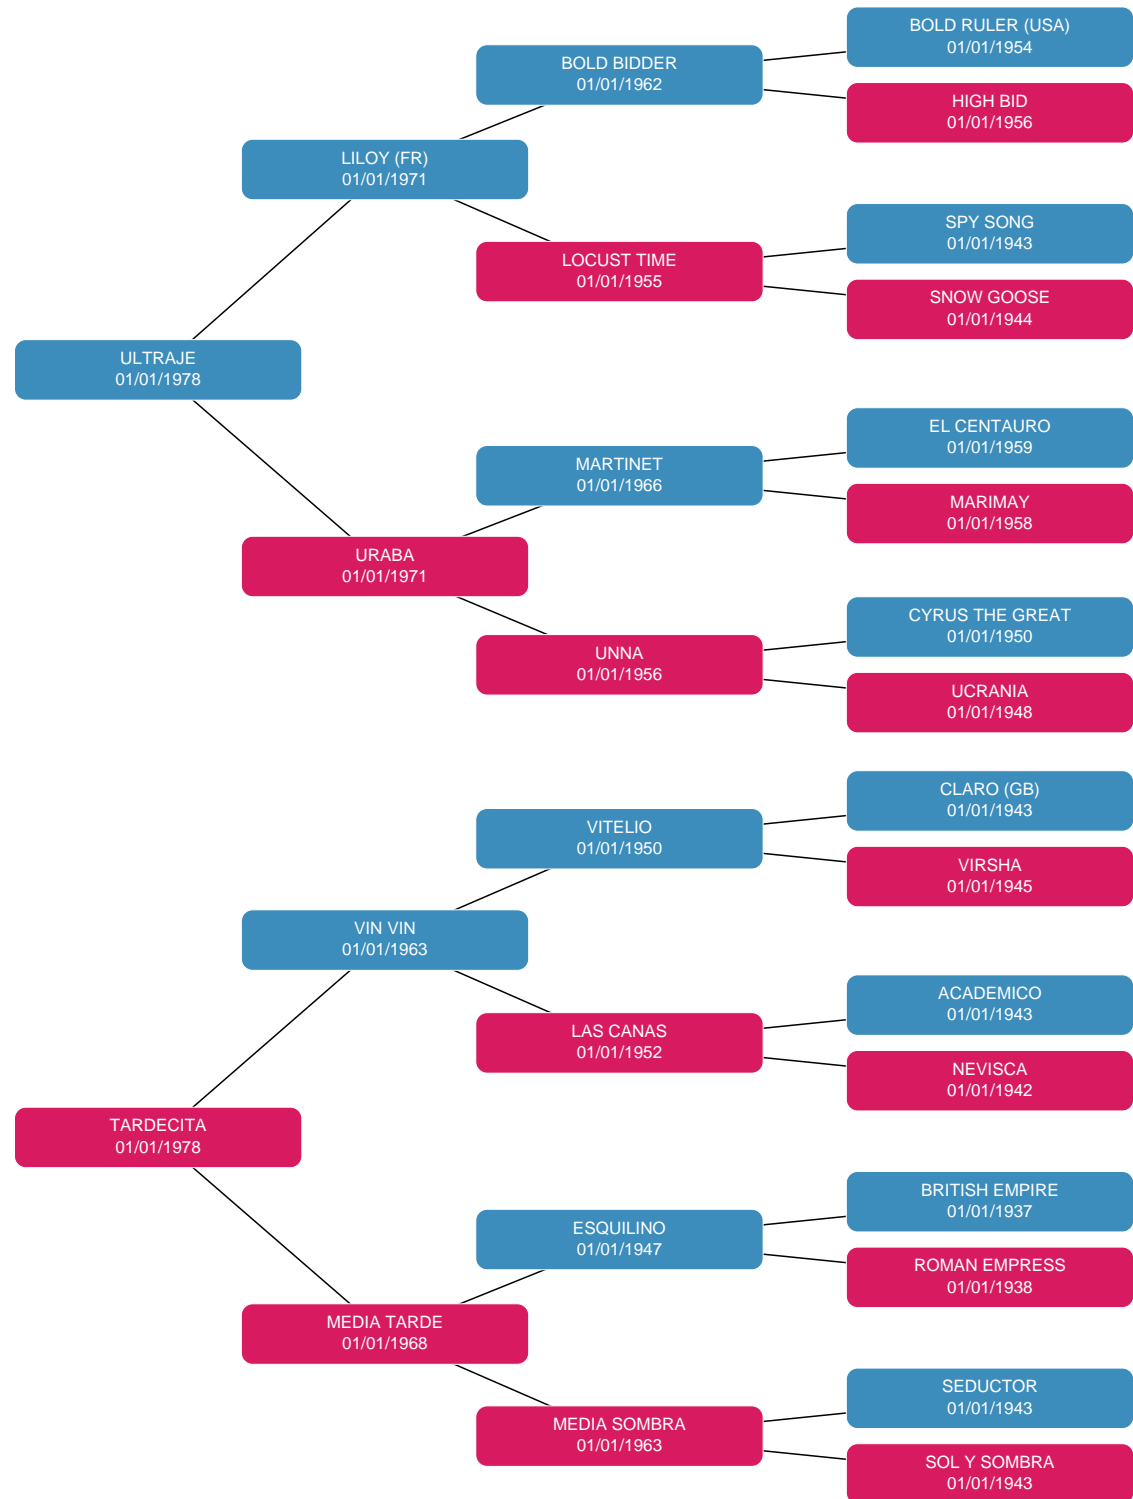 BOLD RULER (USA)
01/01/1954
BOLD BIDDER
01/01/1962
HIGH BID
01/01/1956
LILOY (FR)
01/01/1971
SPY SONG
01/01/1943
LOCUST TIME
01/01/1955
SNOW GOOSE
01/01/1944
ULTRAJE
01/01/1978
EL CENTAURO
01/01/1959
MARTINET
01/01/1966
MARIMAY
01/01/1958
URABA
01/01/1971
CYRUS THE GREAT
01/01/1950
UNNA
01/01/1956
UCRANIA
01/01/1948
CLARO (GB)
01/01/1943
VITELIO
01/01/1950
VIRSHA
01/01/1945
VIN VIN
01/01/1963
ACADEMICO
01/01/1943
LAS CANAS
01/01/1952
NEVISCA
01/01/1942
TARDECITA
01/01/1978
BRITISH EMPIRE
01/01/1937
ESQUILINO
01/01/1947
ROMAN EMPRESS
01/01/1938
MEDIA TARDE
01/01/1968
SEDUCTOR
01/01/1943
MEDIA SOMBRA
01/01/1963
SOL Y SOMBRA
01/01/1943